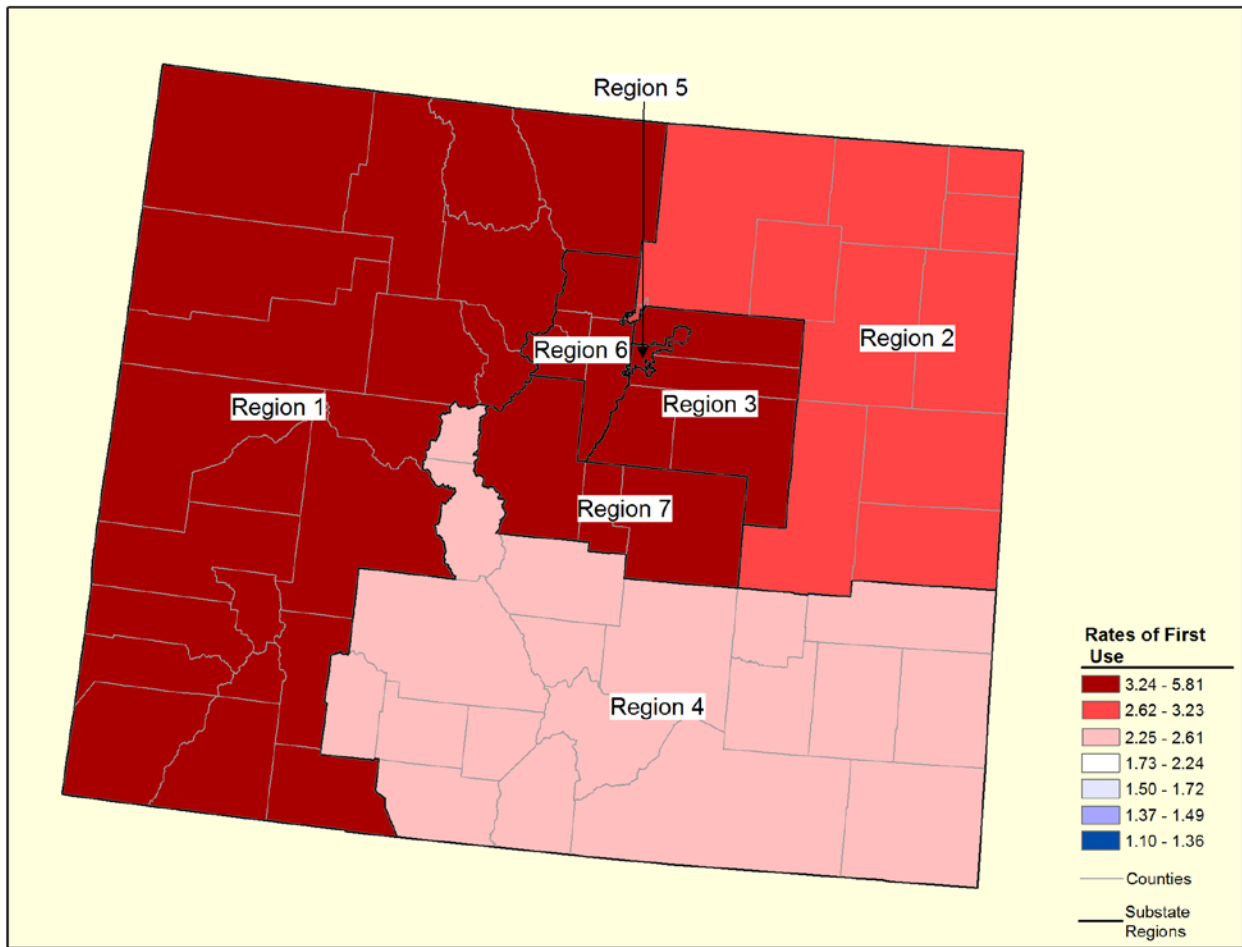 Region 5
Region 2
Region 6
Region 3
Region 1
Region 7
Region 4
Rates of First
Use
3.24 - 5.81
2.62 - 3.23
2.25 - 2.61
1.73 - 2.24
1.50 - 1.72
1.37 - 1.49
1.10 - 1.36
Counties
Substate
Regions